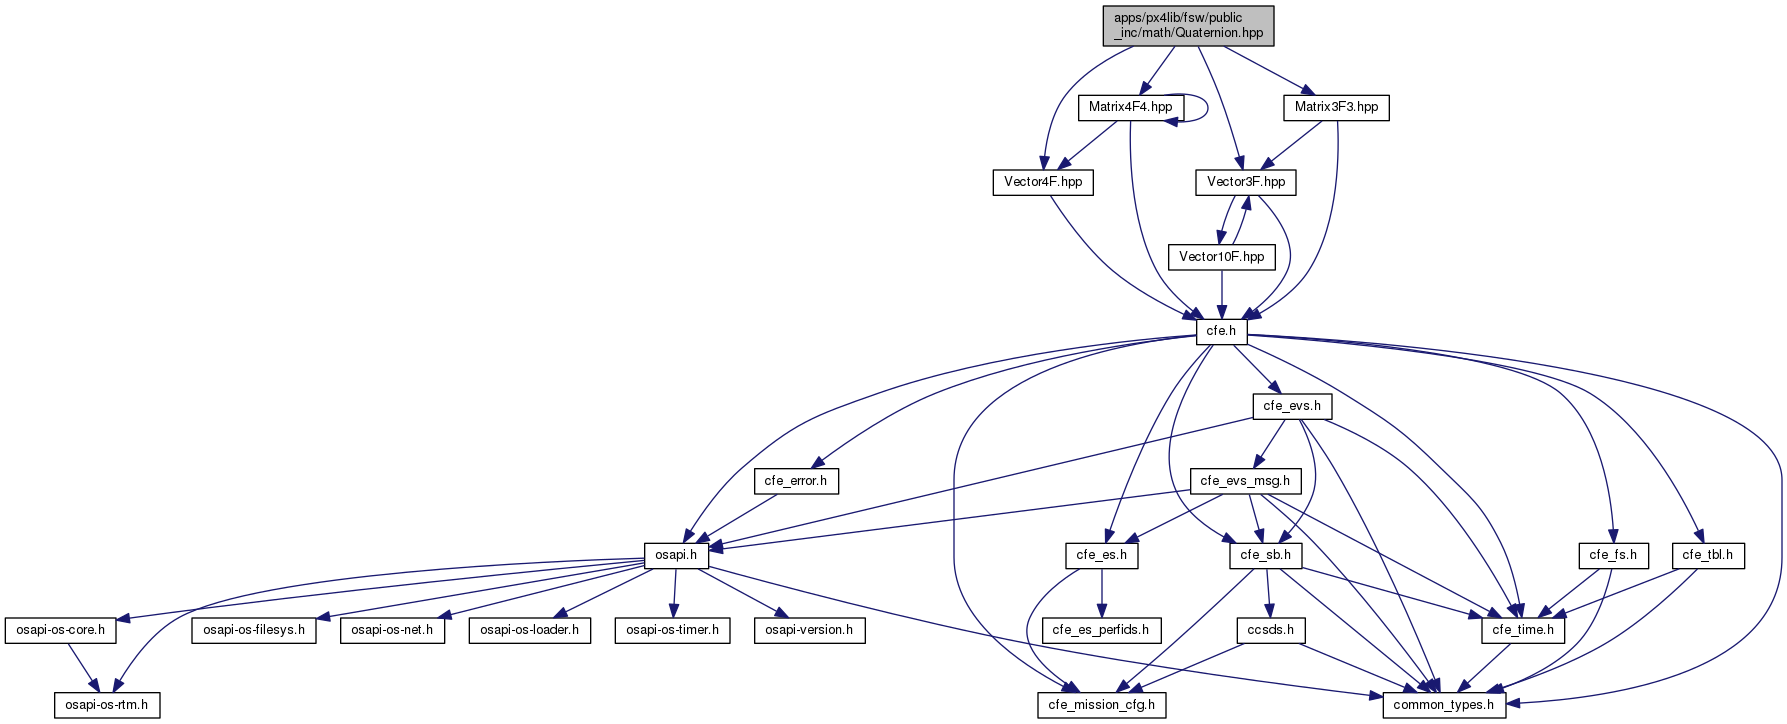 apps/px4lib/fsw/public
_inc/math/Quaternion.hpp
Matrix4F4.hpp
Matrix3F3.hpp
Vector4F.hpp
Vector3F.hpp
Vector10F.hpp
cfe.h
cfe_evs.h
cfe_error.h
cfe_evs_msg.h
osapi.h
cfe_es.h
cfe_sb.h
cfe_fs.h
cfe_tbl.h
osapi-os-core.h
osapi-os-filesys.h
osapi-os-net.h
osapi-os-loader.h
osapi-os-timer.h
osapi-version.h
cfe_es_perfids.h
ccsds.h
cfe_time.h
osapi-os-rtm.h
cfe_mission_cfg.h
common_types.h